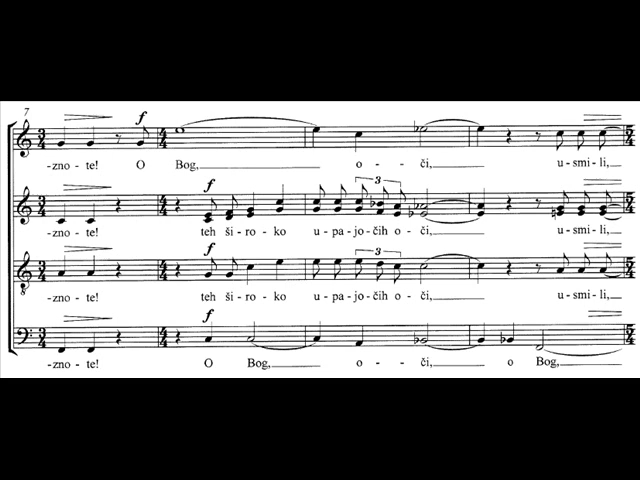 7
f
-zno - te! O Bog, o - či, u-smi-li,
f 3
-zno - te! teh ši-ro-ko u-pa-jo-čih o-či, u-smi-li,
f 3
-zno - te! teh ši-ro-ko u-pa-jo-čih o-či, u-smi-li,
f
-zno - te! O Bog, o - či, o Bog,